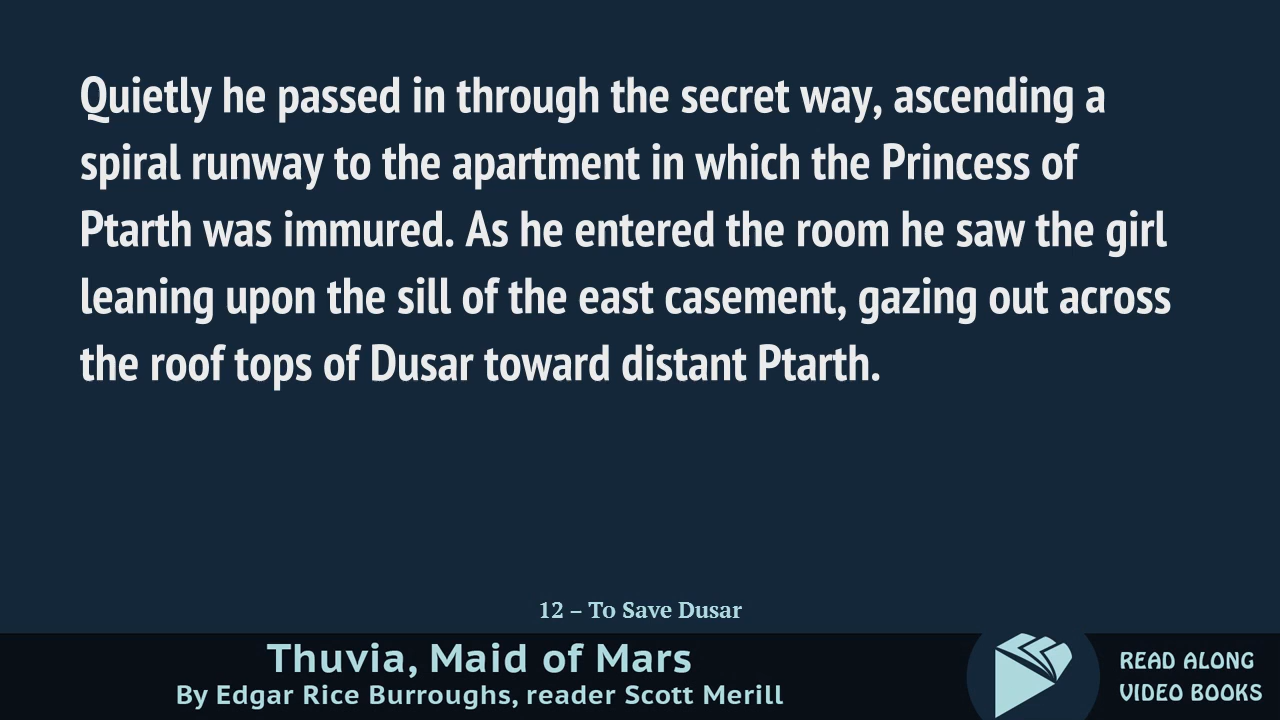 Quietly he passed in through the secret way, ascending a
spiral runway to the apartment in which the Princess of
Ptarth was immured. As he entered the room he saw the girl
leaning upon the sill of the east casement, gazing out across
the roof tops of Dusar toward distant Ptarth.
12 – To Save Dusar
Thuvia, Maid of Mars
By Edgar Rice Burroughs, reader Scott Merill
READ ALONG
VIDEO BOOKS